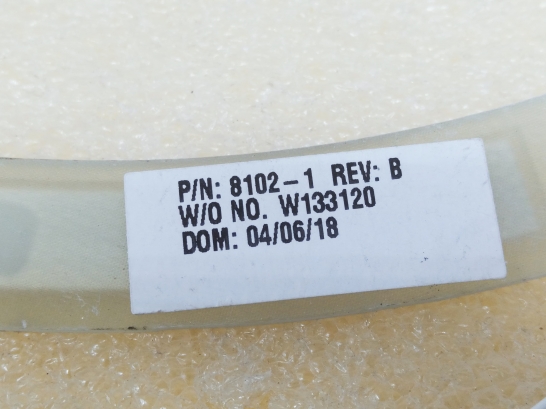 P/N: 8102-1 REV: B
W/O NO. W133120
DOM: 04/06/18